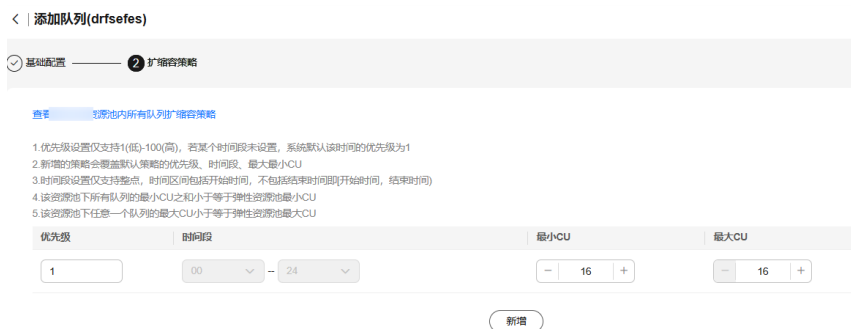 添加队列(drfsefes)
基础配置
2 扩缩容策略
查看 资源池内所有队列扩缩容策略
1.优先级设置仅支持1(低)-100(高)，若某个时间段未设置，系统默认该时间的优先级为1
2.新增的策略会覆盖默认策略的优先级、时间段、最大最小CU
3.时间段设置仅支持整点，时间区间包括开始时间，不包括结束时间即[开始时间，结束时间)
4.该资源池下所有队列的最小CU之和小于等于弹性资源池最小CU
5.该资源池下任意一个队列的最大CU小于等于弹性资源池最大CU
优先级 时间段 最小CU 最大CU
1 00 -- 24 - 16 + - 16 +
新增